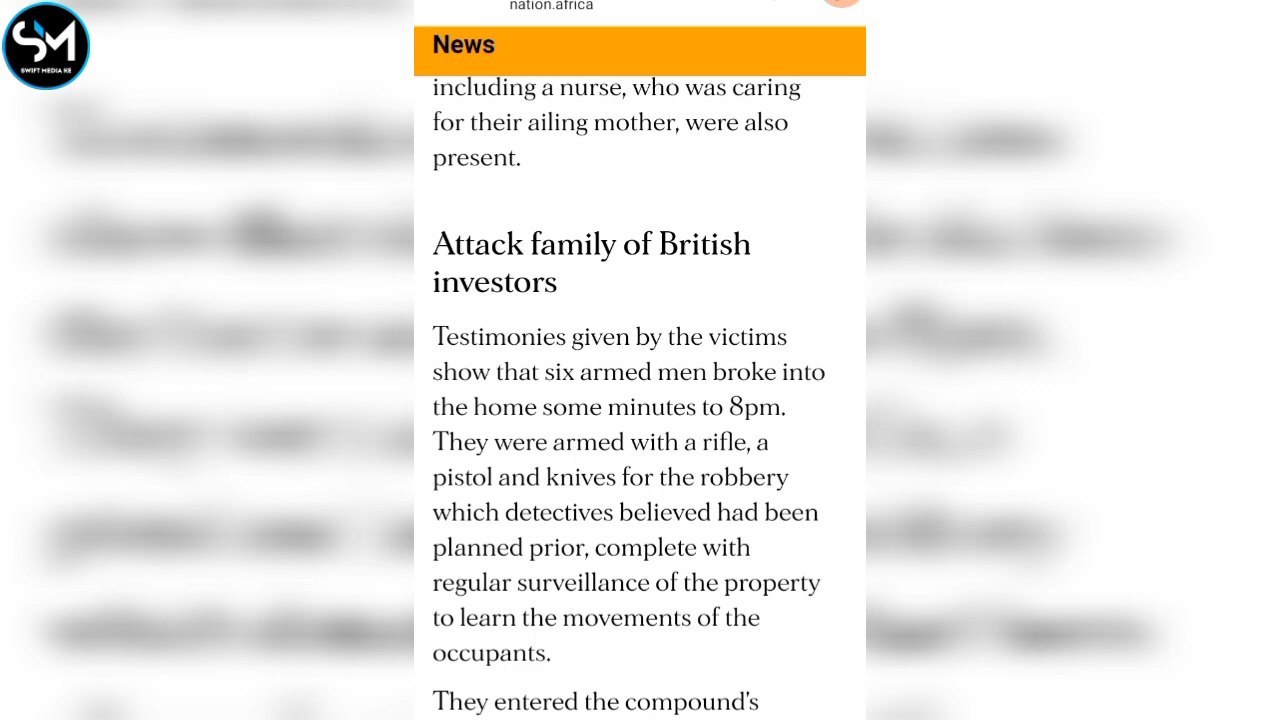 SM
SWIFT MEDIA KE
nation.africa
News
including a nurse, who was caring
for their ailing mother, were also
present.
Attack family of British
investors
Testimonies given by the victims
show that six armed men broke into
the home some minutes to 8pm.
They were armed with a rifle, a
pistol and knives for the robbery
which detectives believed had been
planned prior, complete with
regular surveillance of the property
to learn the movements of the
occupants.
They entered the compound's